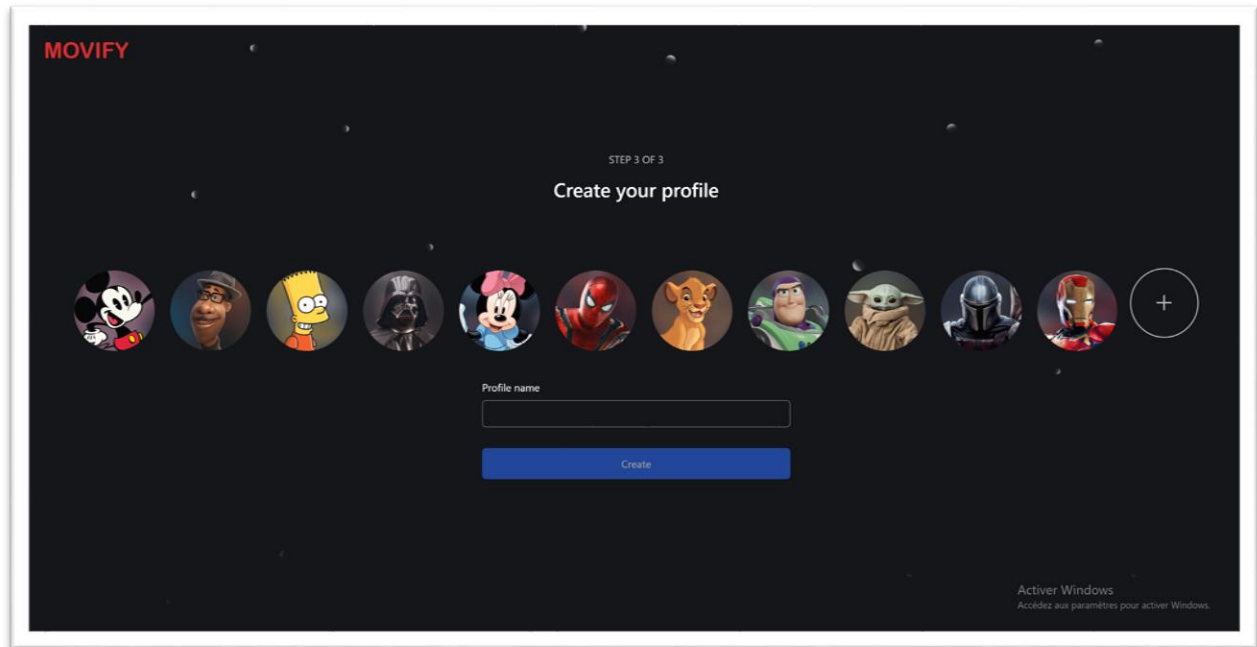 MOVIFY
STEP 3 OF 3
Create your profile
+
Profile name
Create
Activer Windows
Accédez aux paramètres pour activer Windows.